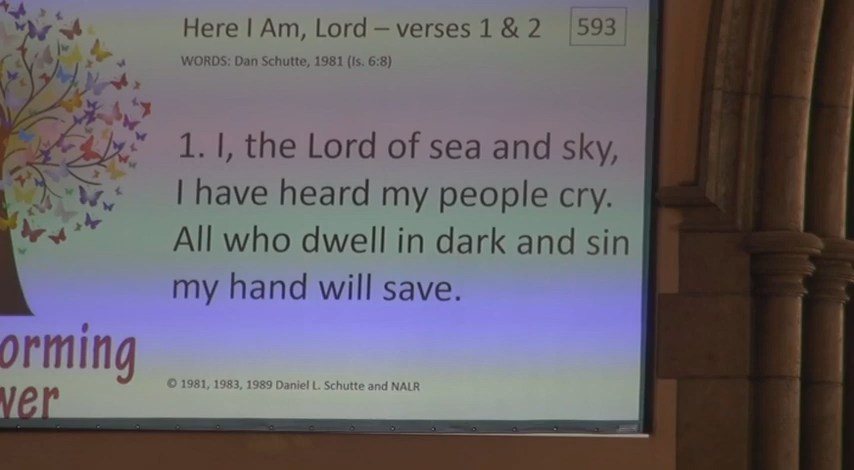 Here I Am, Lord – verses 1 & 2 593
WORDS: Dan Schutte, 1981 (Is. 6:8)
1. I, the Lord of sea and sky,
I have heard my people cry.
All who dwell in dark and sin
my hand will save.
orming
wer
© 1981, 1983, 1989 Daniel L. Schutte and NALR